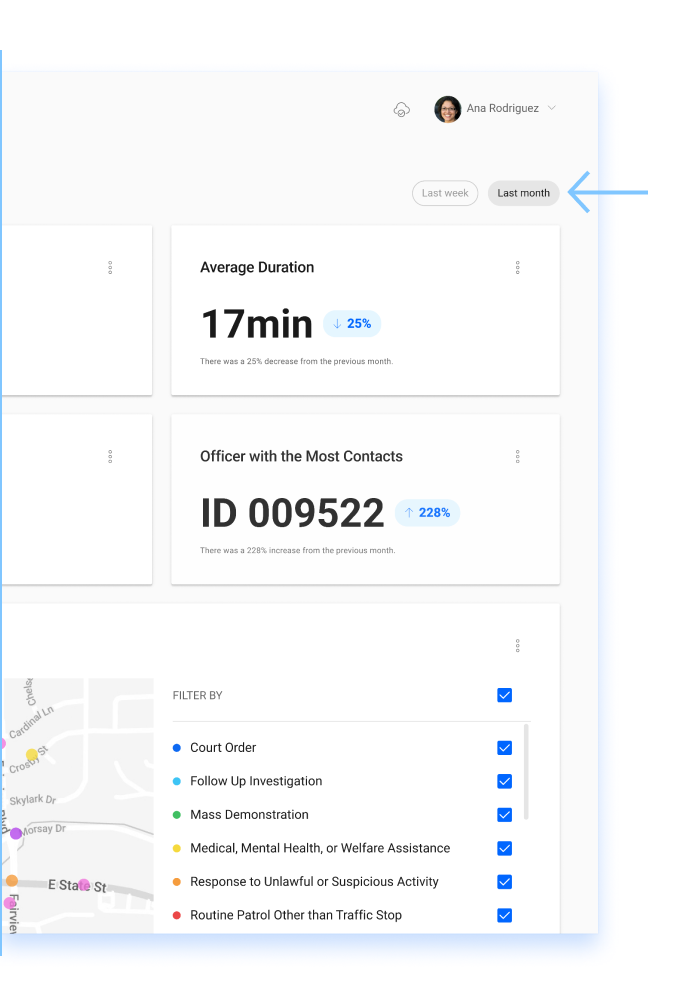 Ana Rodriguez
Last week
Last month
Average Duration
17min
25%
There was a 25% decrease from the previous month.
Officer with the Most Contacts
ID 009522
228%
There was a 228% increase from the previous month.
FILTER BY
Court Order
Follow Up Investigation
Mass Demonstration
Medical, Mental Health, or Welfare Assistance
Response to Unlawful or Suspicious Activity
Routine Patrol Other than Traffic Stop
Cardinal Ln
Crosby St
Skylark Dr
Morsay Dr
E State St